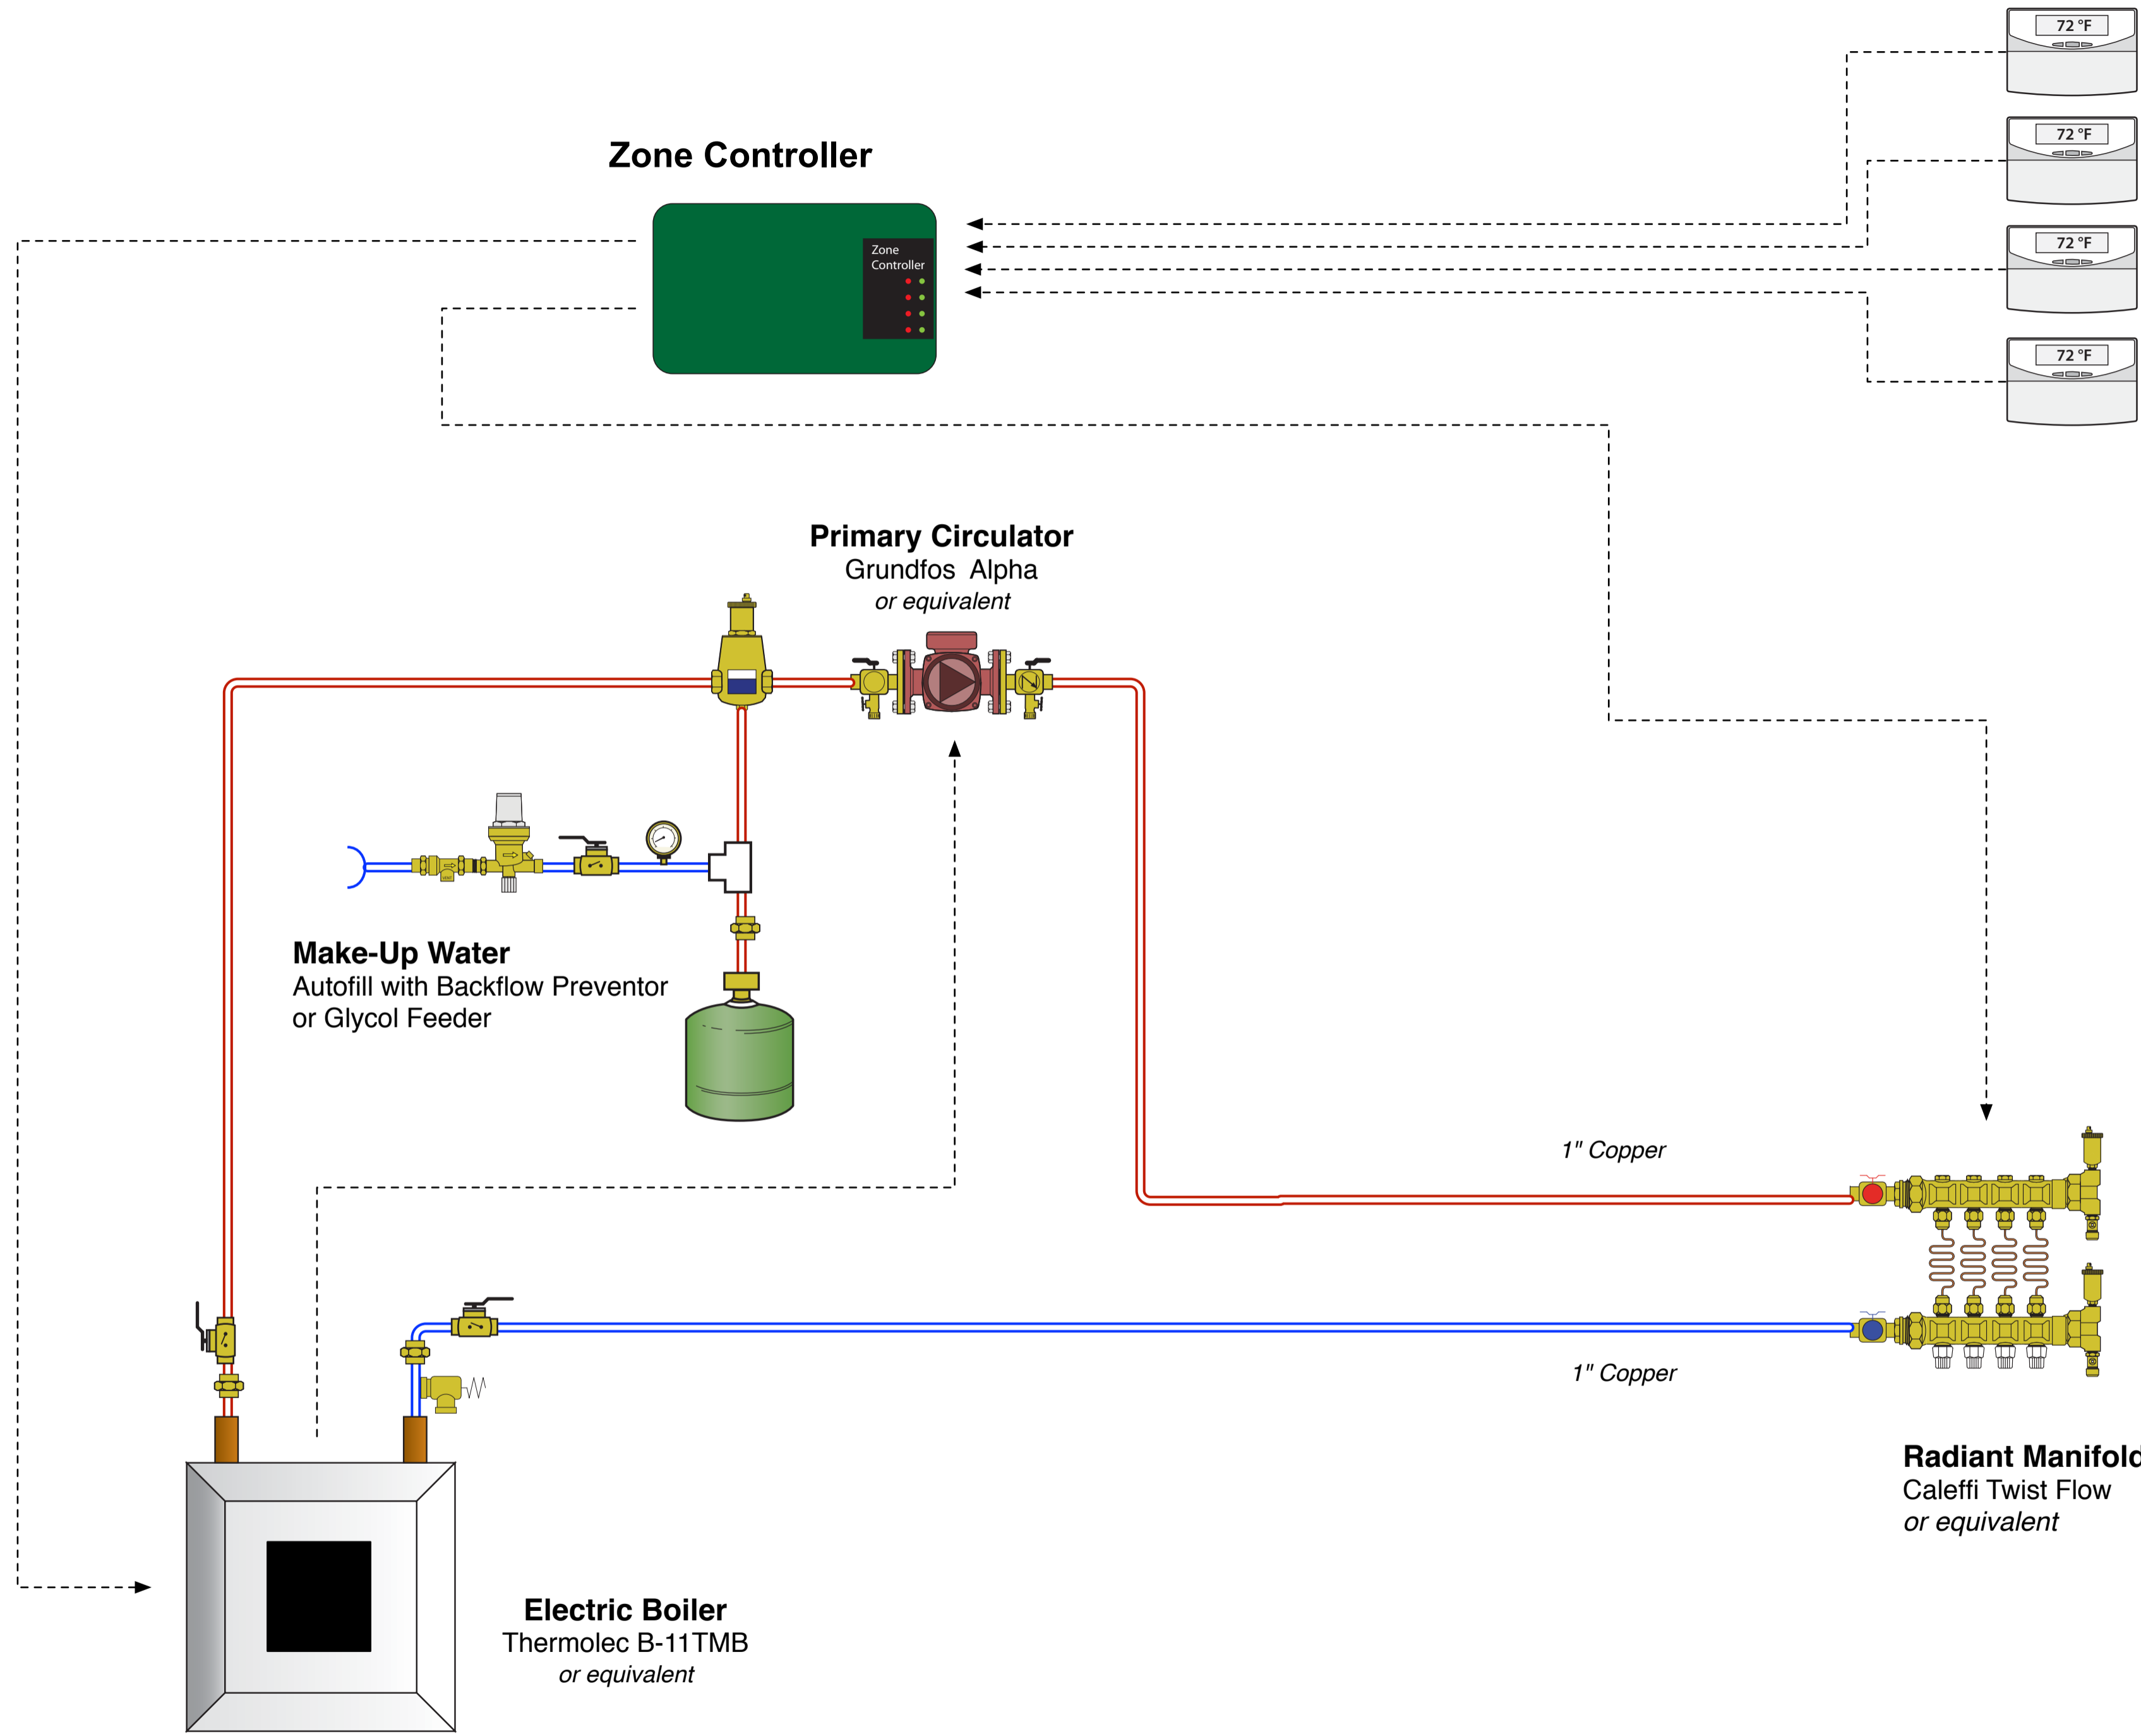 72 °F
72 °F
72 °F
72 °F
Zone Controller
Zone
Controller
Primary Circulator
Grundfos Alpha
or equivalent
Make-Up Water
Autofill with Backflow Preventor
or Glycol Feeder
1" Copper
1" Copper
Radiant Manifold
Caleffi Twist Flow
or equivalent
Electric Boiler
Thermolec B-11TMB
or equivalent